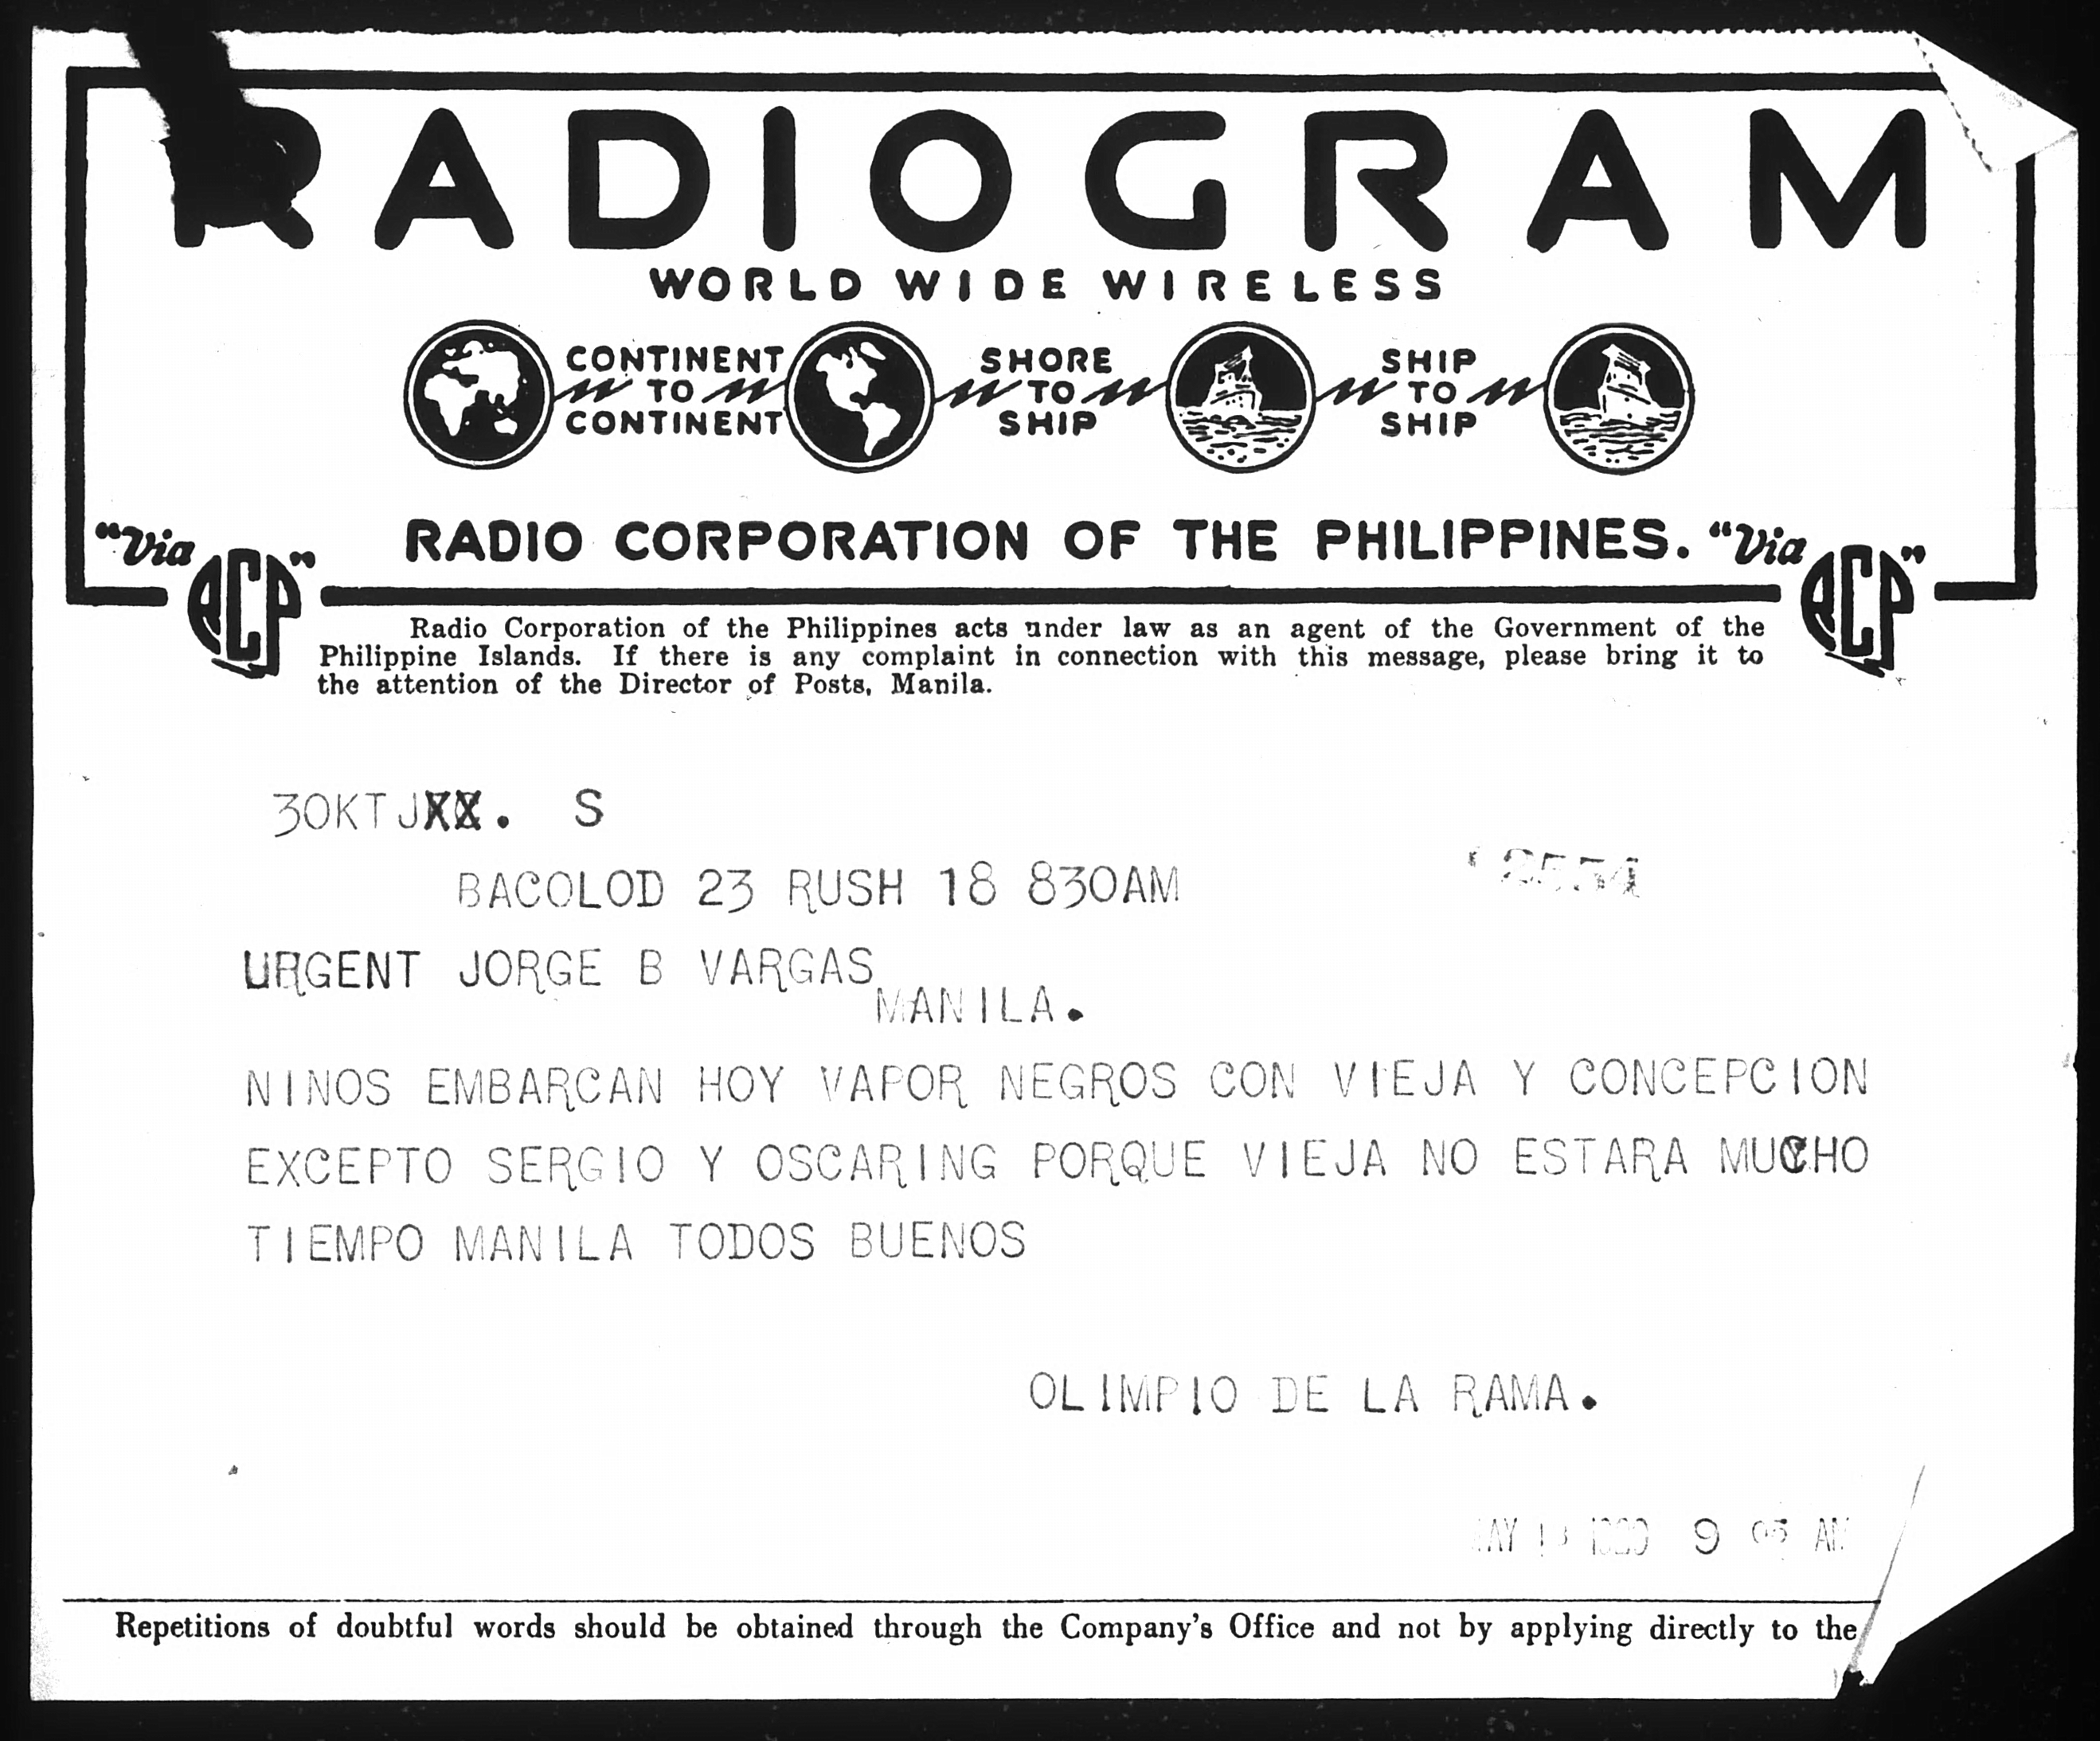 RADIOGRAM
WORLD WIDE WIRELESS
CONTINENT TO CONTINENT
SHORE TO SHIP
SHIP TO SHIP
"Via RCP" RADIO CORPORATION OF THE PHILIPPINES. "Via RCP"
Radio Corporation of the Philippines acts under law as an agent of the Government of the
Philippine Islands. If there is any complaint in connection with this message, please bring it to
the attention of the Director of Posts, Manila.
30KTJXX. S
BACOLOD 23 RUSH 18 830AM
URGENT JORGE B VARGAS
MANILA.
NINOS EMBARCAN HOY VAPOR NEGROS CON VIEJA Y CONCEPCION
EXCEPTO SERGIO Y OSCARING PORQUE VIEJA NO ESTARA MUCHO
TIEMPO MANILA TODOS BUENOS
OLIMPIO DE LA RAMA.
9 05 AM
Repetitions of doubtful words should be obtained through the Company's Office and not by applying directly to the